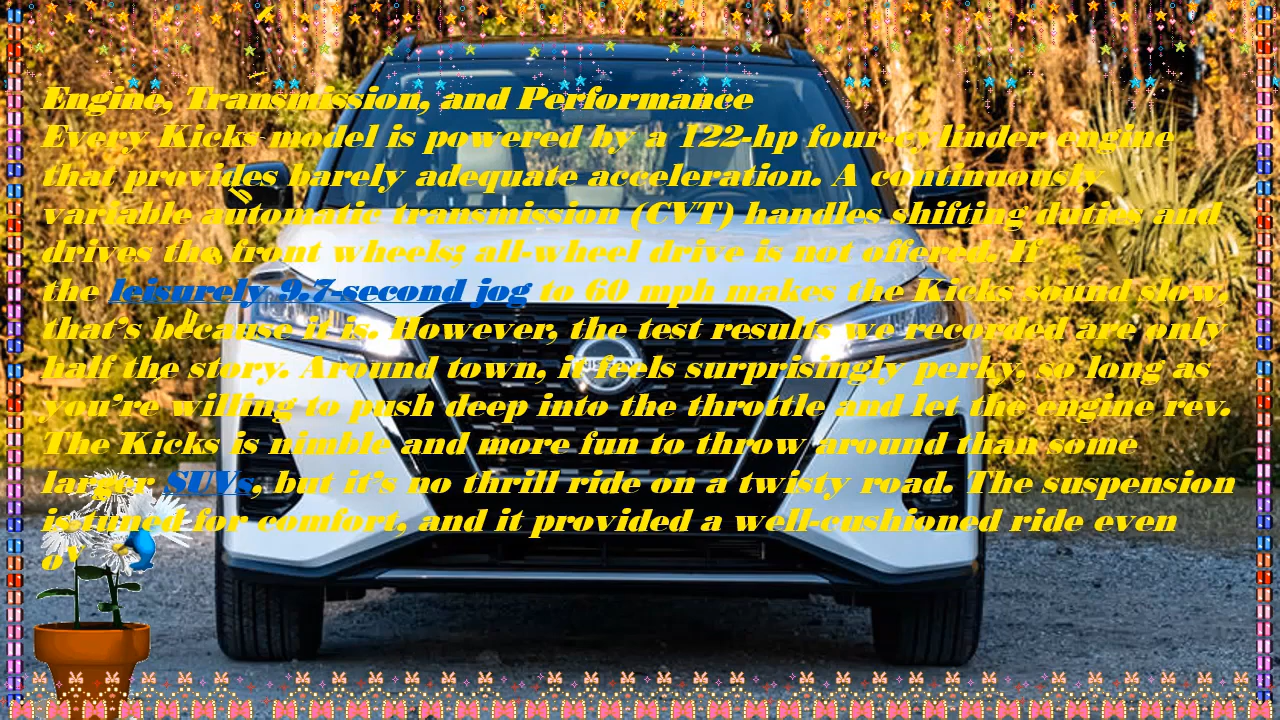 Engine, Transmission, and Performance
Every Kicks model is powered by a 122-hp four-cylinder engine
that provides barely adequate acceleration. A continuously
variable automatic transmission (CVT) handles shifting duties and
drives the front wheels; all-wheel drive is not offered. If
the leisurely 9.7-second jog to 60 mph makes the Kicks sound slow,
that's because it is. However, the test results we recorded are only
half the story. Around town, it feels surprisingly perky, so long as
you're willing to push deep into the throttle and let the engine rev.
The Kicks is nimble and more fun to throw around than some
larger SUVs, but it's no thrill ride on a twisty road. The suspension
is tuned for comfort, and it provided a well-cushioned ride even
NISSAN